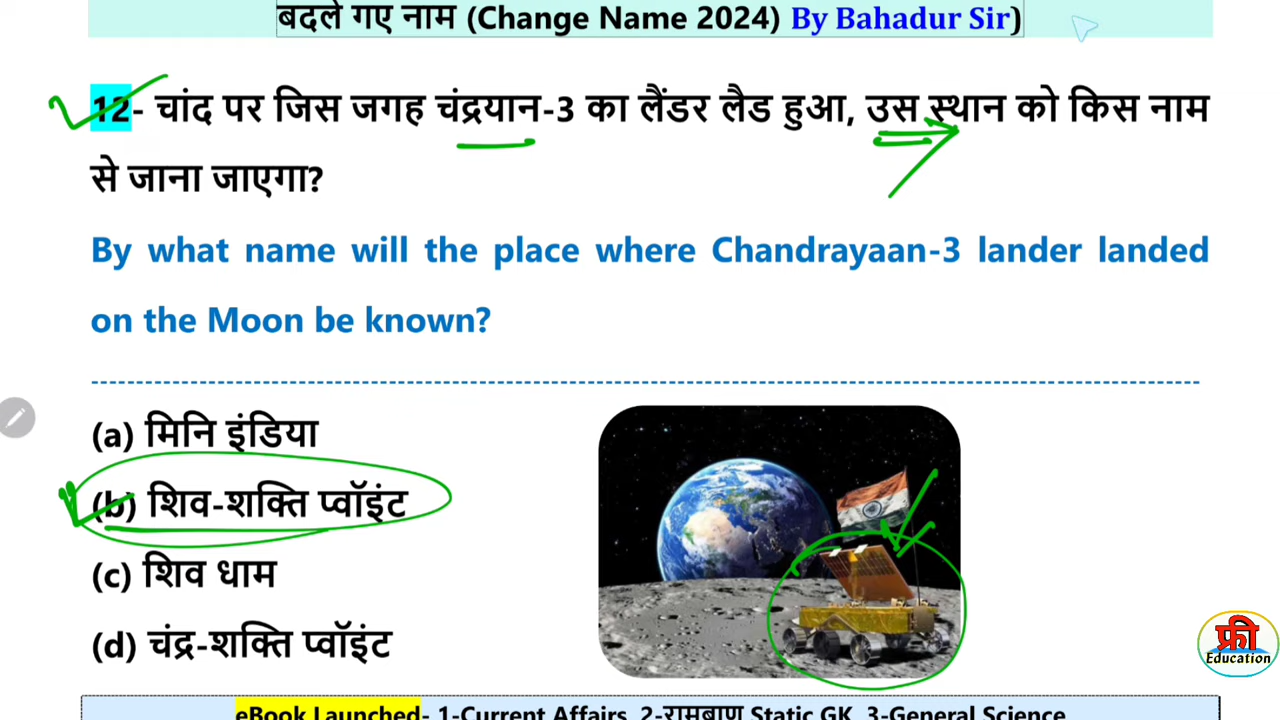 बदले गए नाम (Change Name 2024) By Bahadur Sir)
12- चांद पर जिस जगह चंद्रयान-3 का लैंडर लैड हुआ, उस स्थान को किस नाम
से जाना जाएगा?
By what name will the place where Chandrayaan-3 lander landed
on the Moon be known?
(a) मिनि इंडिया
(b) शिव-शक्ति प्वॉइंट
(c) शिव धाम
(d) चंद्र-शक्ति प्वॉइंट
फ्री
Education
eBook Launched- 1-Current Affairs, 2-रामबाण Static GK, 3-General Science